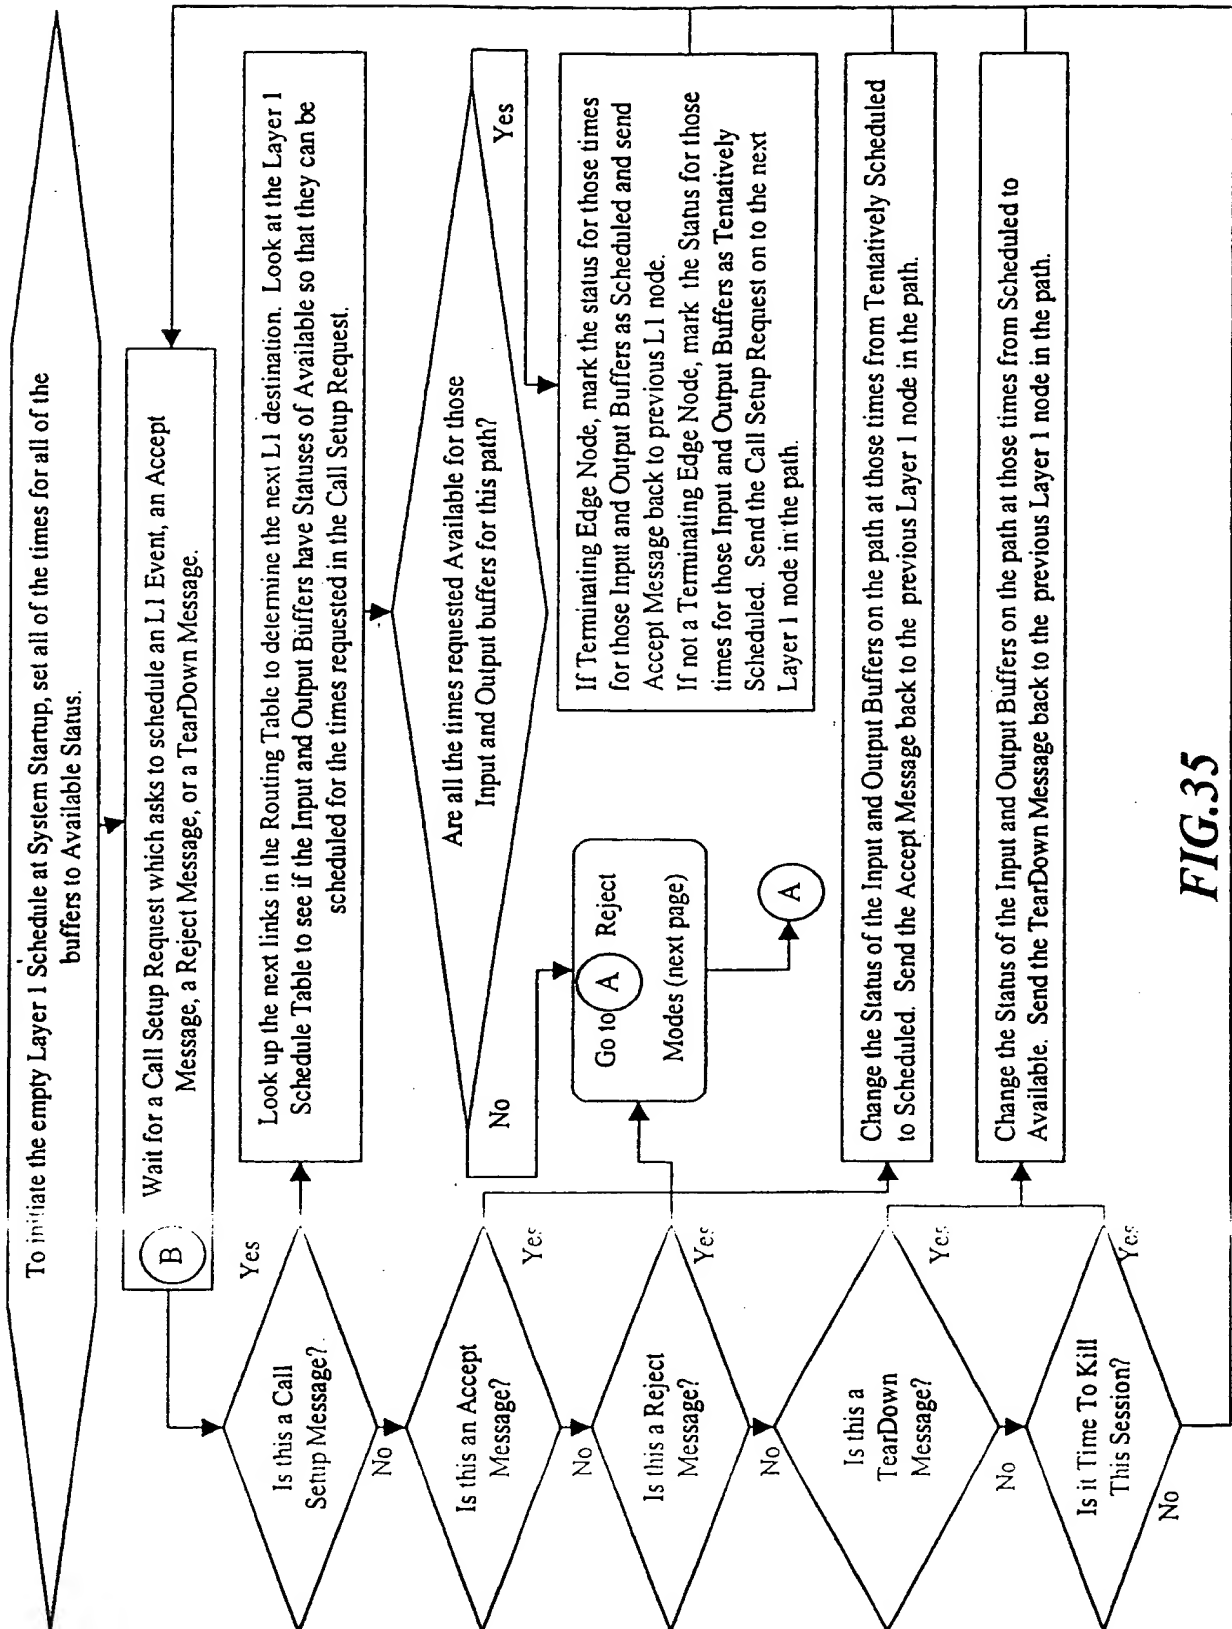 To initiate the empty Layer 1 Schedule at System Startup, set all of the times for all of the
buffers to Available Status.
B
Wait for a Call Setup Request which asks to schedule an L1 Event, an Accept
Message, a Reject Message, or a TearDown Message.
Is this a Call
Setup Message?
Yes
No
Look up the next links in the Routing Table to determine the next L1 destination. Look at the Layer 1
Schedule Table to see if the Input and Output Buffers have Statuses of Available so that they can be
scheduled for the times requested in the Call Setup Request.
Are all the times requested Available for those
Input and Output buffers for this path?
No
Yes
Is this an Accept
Message?
Yes
No
Go to A Reject
Modes (next page)
A
If Terminating Edge Node, mark the status for those times
for those Input and Output Buffers as Scheduled and send
Accept Message back to previous L1 node.
If not a Terminating Edge Node, mark the Status for those
times for those Input and Output Buffers as Tentatively
Scheduled. Send the Call Setup Request on to the next
Layer 1 node in the path.
Is this a Reject
Message?
Yes
No
Change the Status of the Input and Output Buffers on the path at those times from Tentatively Scheduled
to Scheduled. Send the Accept Message back to the previous Layer 1 node in the path.
Is this a
TearDown
Message?
Yes
No
Change the Status of the Input and Output Buffers on the path at those times from Scheduled to
Available. Send the TearDown Message back to the previous Layer 1 node in the path.
Is it Time To Kill
This Session?
Yes
No
FIG.35